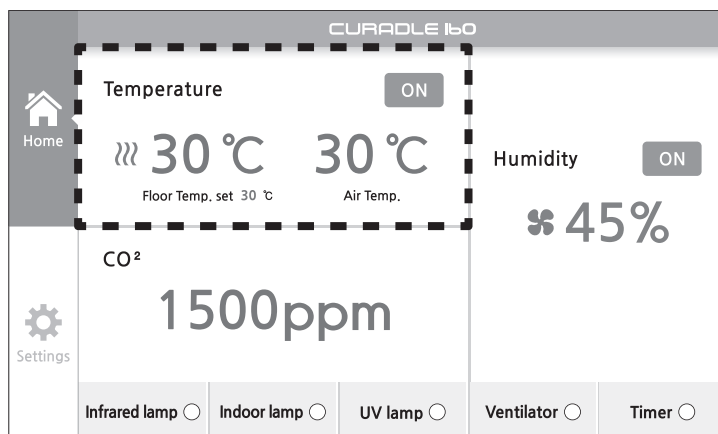 CURADLE 160
Home
Temperature ON
30 ℃ 30 ℃
Floor Temp. set 30 ℃ Air Temp.
Humidity ON
45%
CO²
1500ppm
Settings
Infrared lamp Indoor lamp UV lamp Ventilator Timer